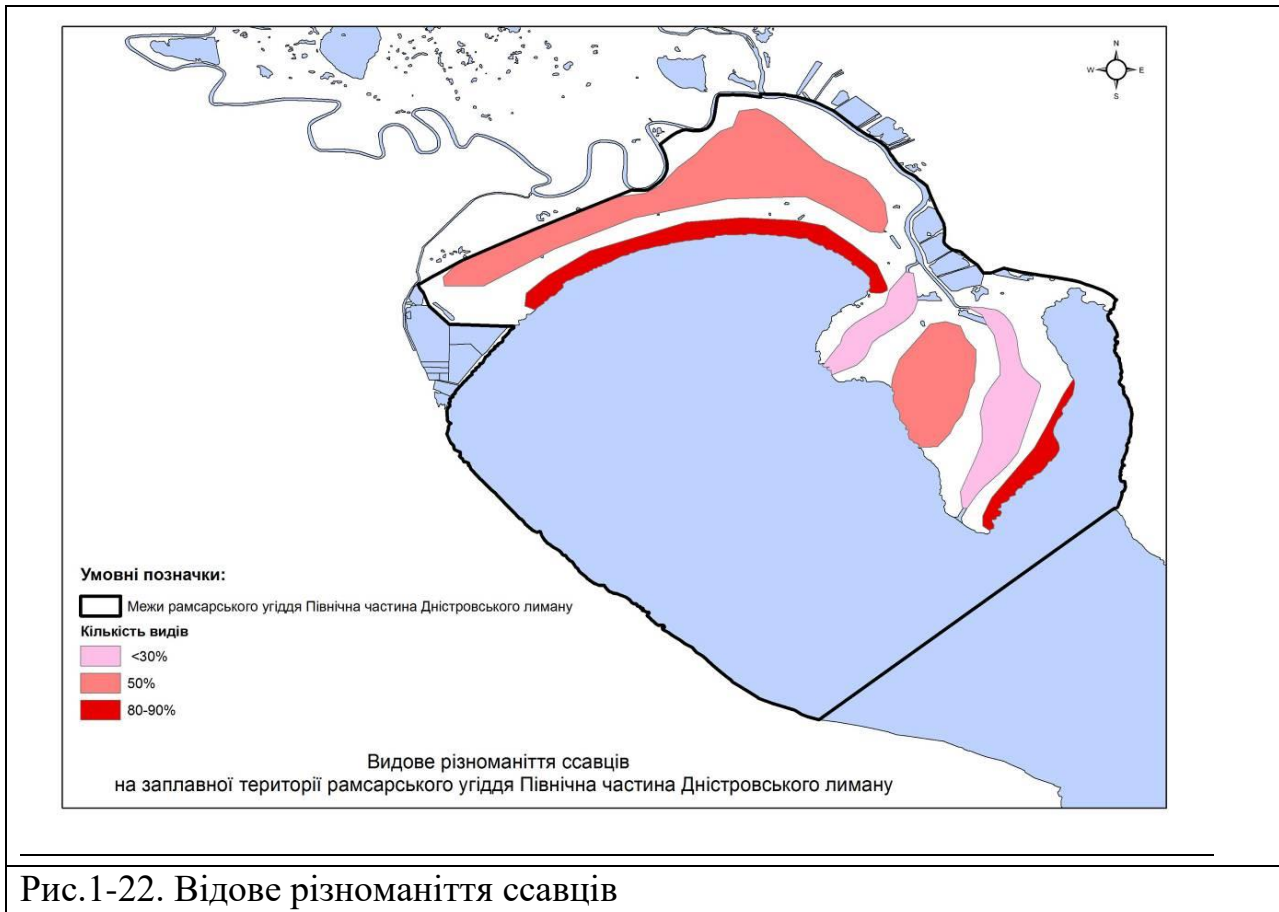 N
W E
S
Умовні позначки:
Межи рамсарського угіддя Північна частина Дністровського лиману
Кількість видів
<30%
50%
80-90%
Видове різноманіття ссавців
на заплавної території рамсарського угіддя Північна частина Дністровського лиману
Рис.1-22. Відове різноманіття ссавців